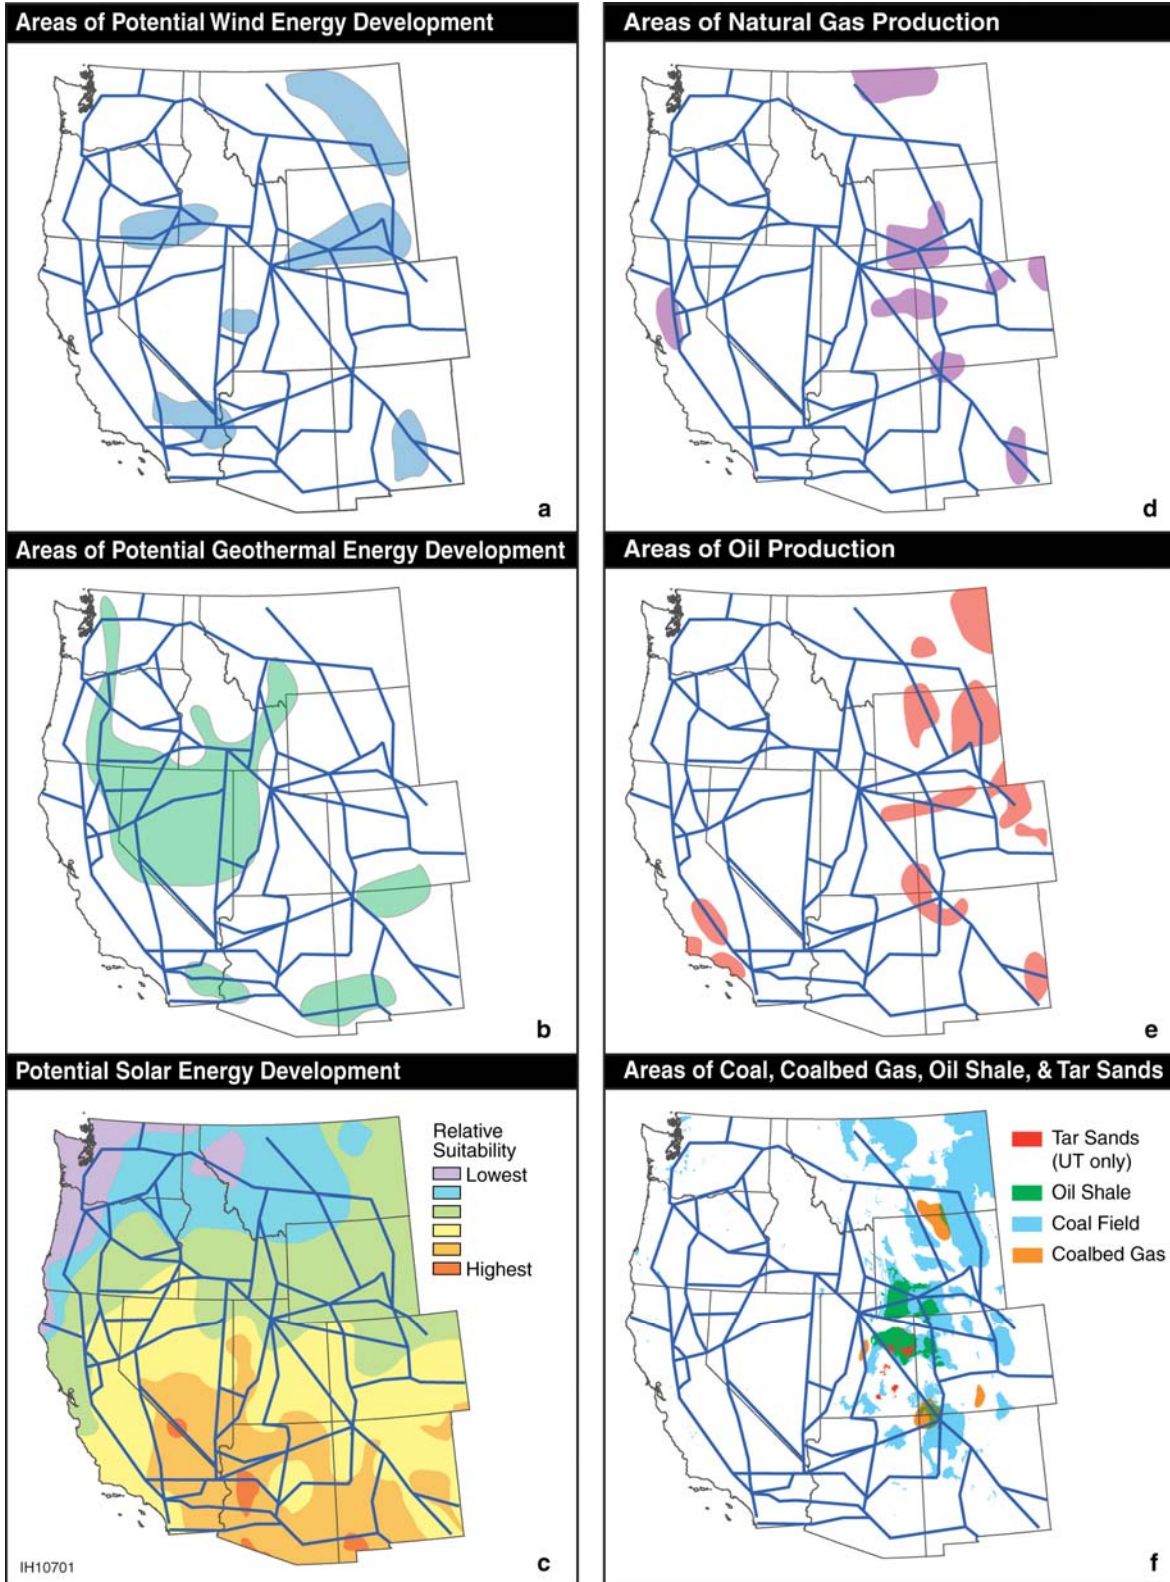 Areas of Potential Wind Energy Development
a
Areas of Natural Gas Production
d
Areas of Potential Geothermal Energy Development
b
Areas of Oil Production
e
Potential Solar Energy Development
Relative
Suitability
Lowest
Highest
IH10701
c
Areas of Coal, Coalbed Gas, Oil Shale, & Tar Sands
Tar Sands
(UT only)
Oil Shale
Coal Field
Coalbed Gas
f